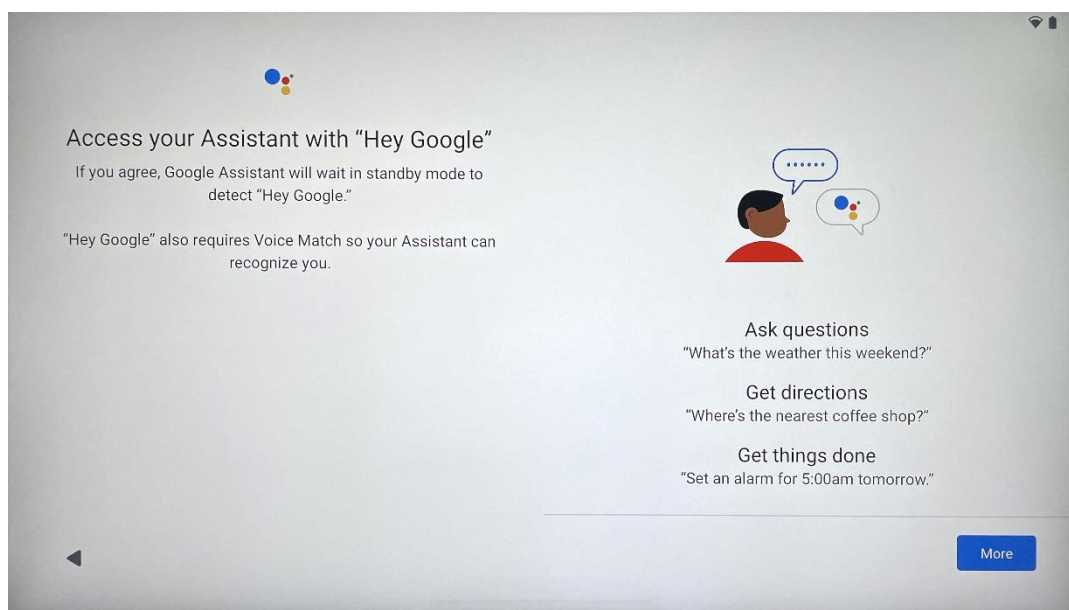 Access your Assistant with “Hey Google”
If you agree, Google Assistant will wait in standby mode to
detect “Hey Google.”
“Hey Google” also requires Voice Match so your Assistant can
recognize you.
Ask questions
“What's the weather this weekend?”
Get directions
“Where's the nearest coffee shop?”
Get things done
“Set an alarm for 5:00am tomorrow.”
More